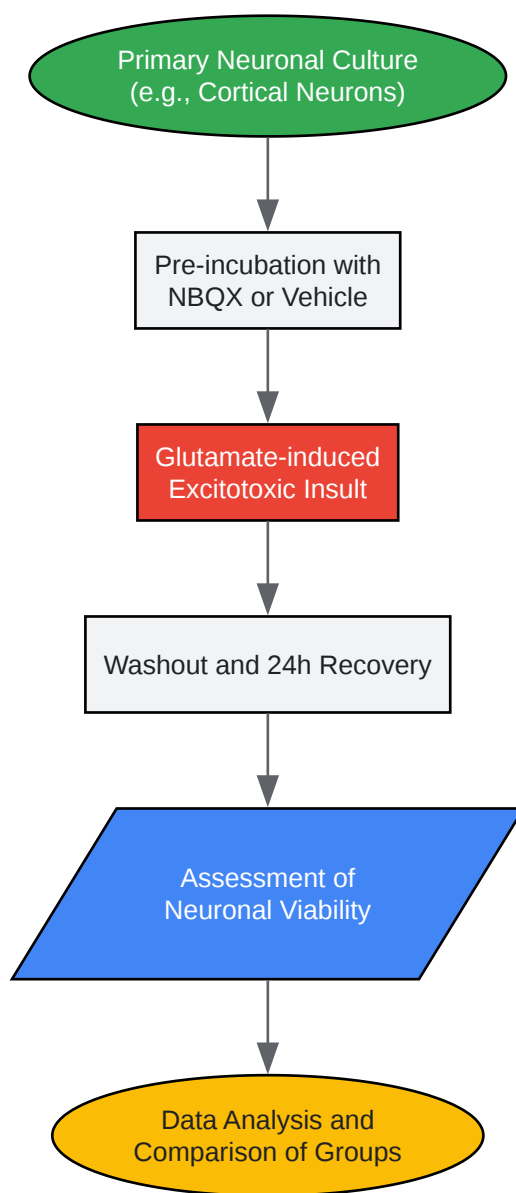 Primary Neuronal Culture
(e.g., Cortical Neurons)
Pre-incubation with
NBQX or Vehicle
Glutamate-induced
Excitotoxic Insult
Washout and 24h Recovery
Assessment of
Neuronal Viability
Data Analysis and
Comparison of Groups